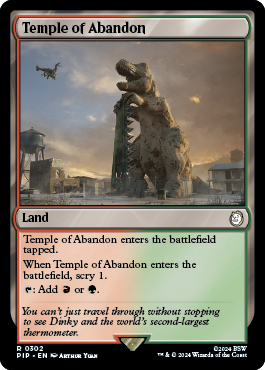 Temple of Abandon
Land
Temple of Abandon enters the battlefield
tapped.
When Temple of Abandon enters the
battlefield, scry 1.
: Add or .
You can't just travel through without stopping
to see Dinky and the world's second-largest
thermometer.
R 0302
PIP • EN Arthur Yuan
©2024 BSW
™ & © 2024 Wizards of the Coast